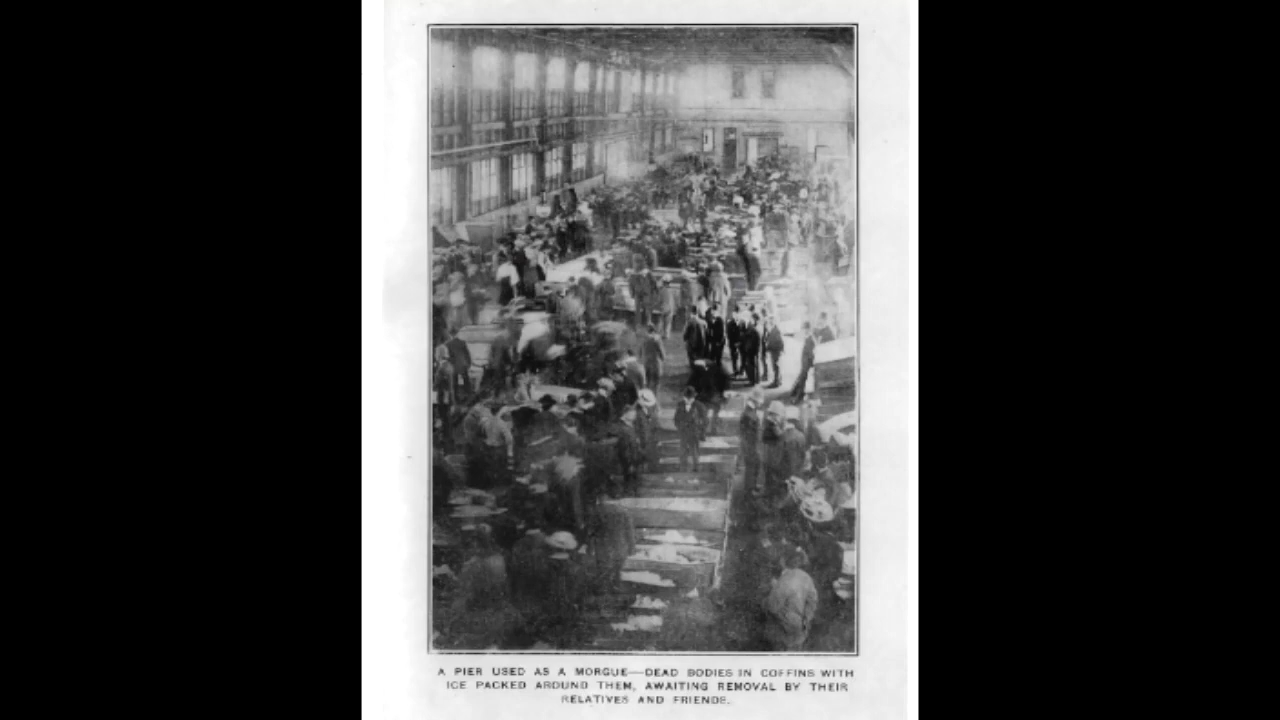 A PIER USED AS A MORGUE—DEAD BODIES IN COFFINS WITH
ICE PACKED AROUND THEM, AWAITING REMOVAL BY THEIR
RELATIVES AND FRIENDS.